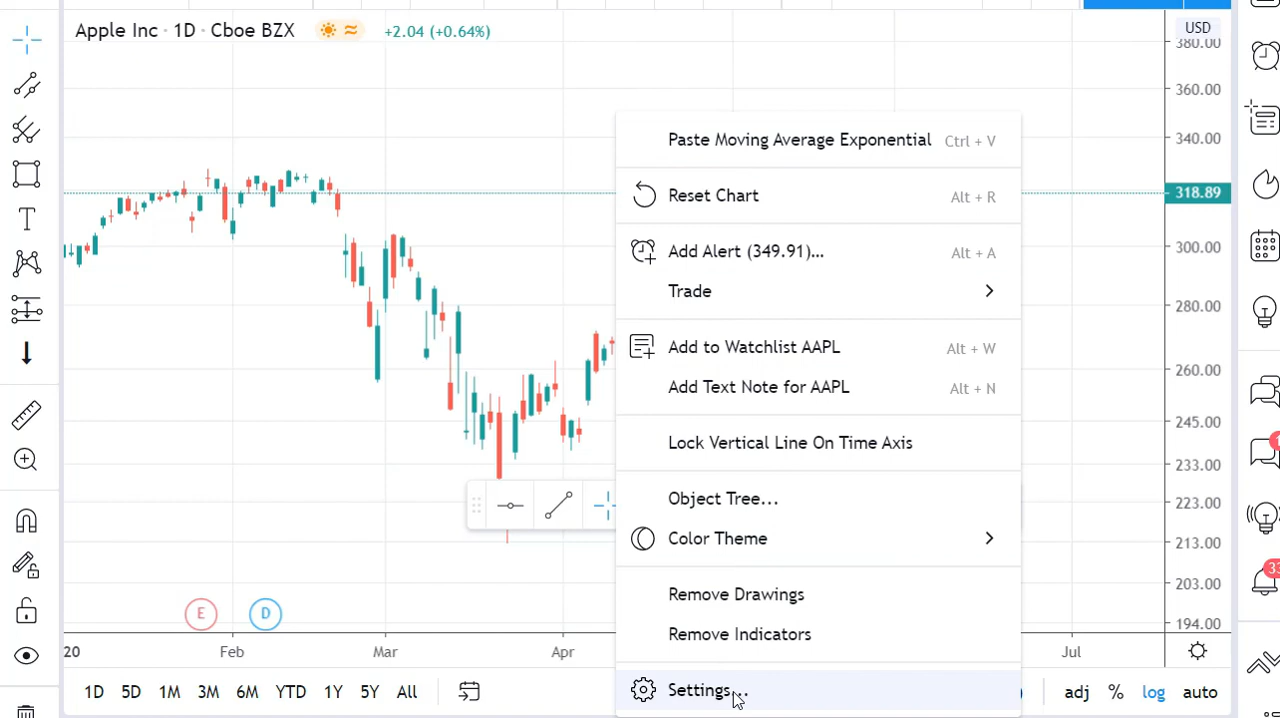 Apple Inc · 1D · Cboe BZX +2.04 (+0.64%)
USD
380.00
360.00
340.00
318.89
300.00
280.00
260.00
245.00
233.00
223.00
213.00
203.00
194.00
Paste Moving Average Exponential Ctrl + V
Reset Chart Alt + R
Add Alert (349.91)... Alt + A
Trade
Add to Watchlist AAPL Alt + W
Add Text Note for AAPL Alt + N
Lock Vertical Line On Time Axis
Object Tree...
Color Theme
Remove Drawings
Remove Indicators
Settings...
T
E D
20 Feb Mar Apr Jul
1D 5D 1M 3M 6M YTD 1Y 5Y All adj % log auto